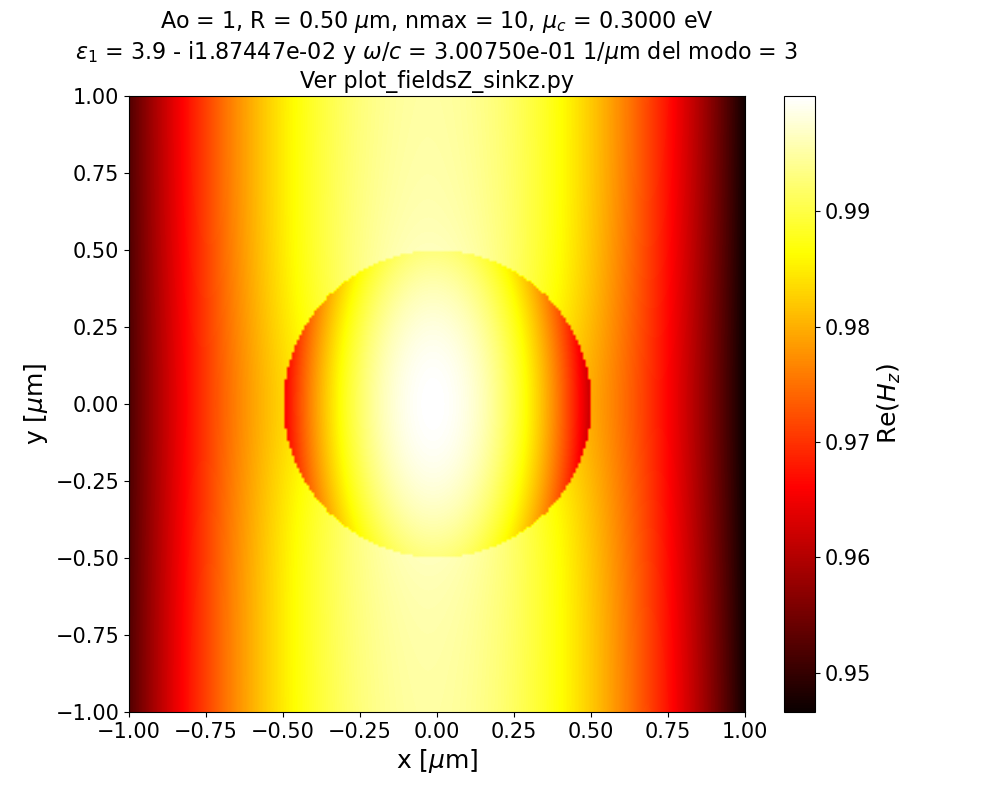 Ao = 1, R = 0.50 μm, nmax = 10, μ_c = 0.3000 eV
ε₁ = 3.9 - i1.87447e-02 y ω/c = 3.00750e-01 1/μm del modo = 3
Ver plot_fieldsZ_sinkz.py
1.00
0.75
0.50
0.25
0.00
−0.25
−0.50
−0.75
−1.00
y [μm]
−1.00 −0.75 −0.50 −0.25 0.00 0.25 0.50 0.75 1.00
x [μm]
0.99
0.98
0.97
0.96
0.95
Re(H_z)